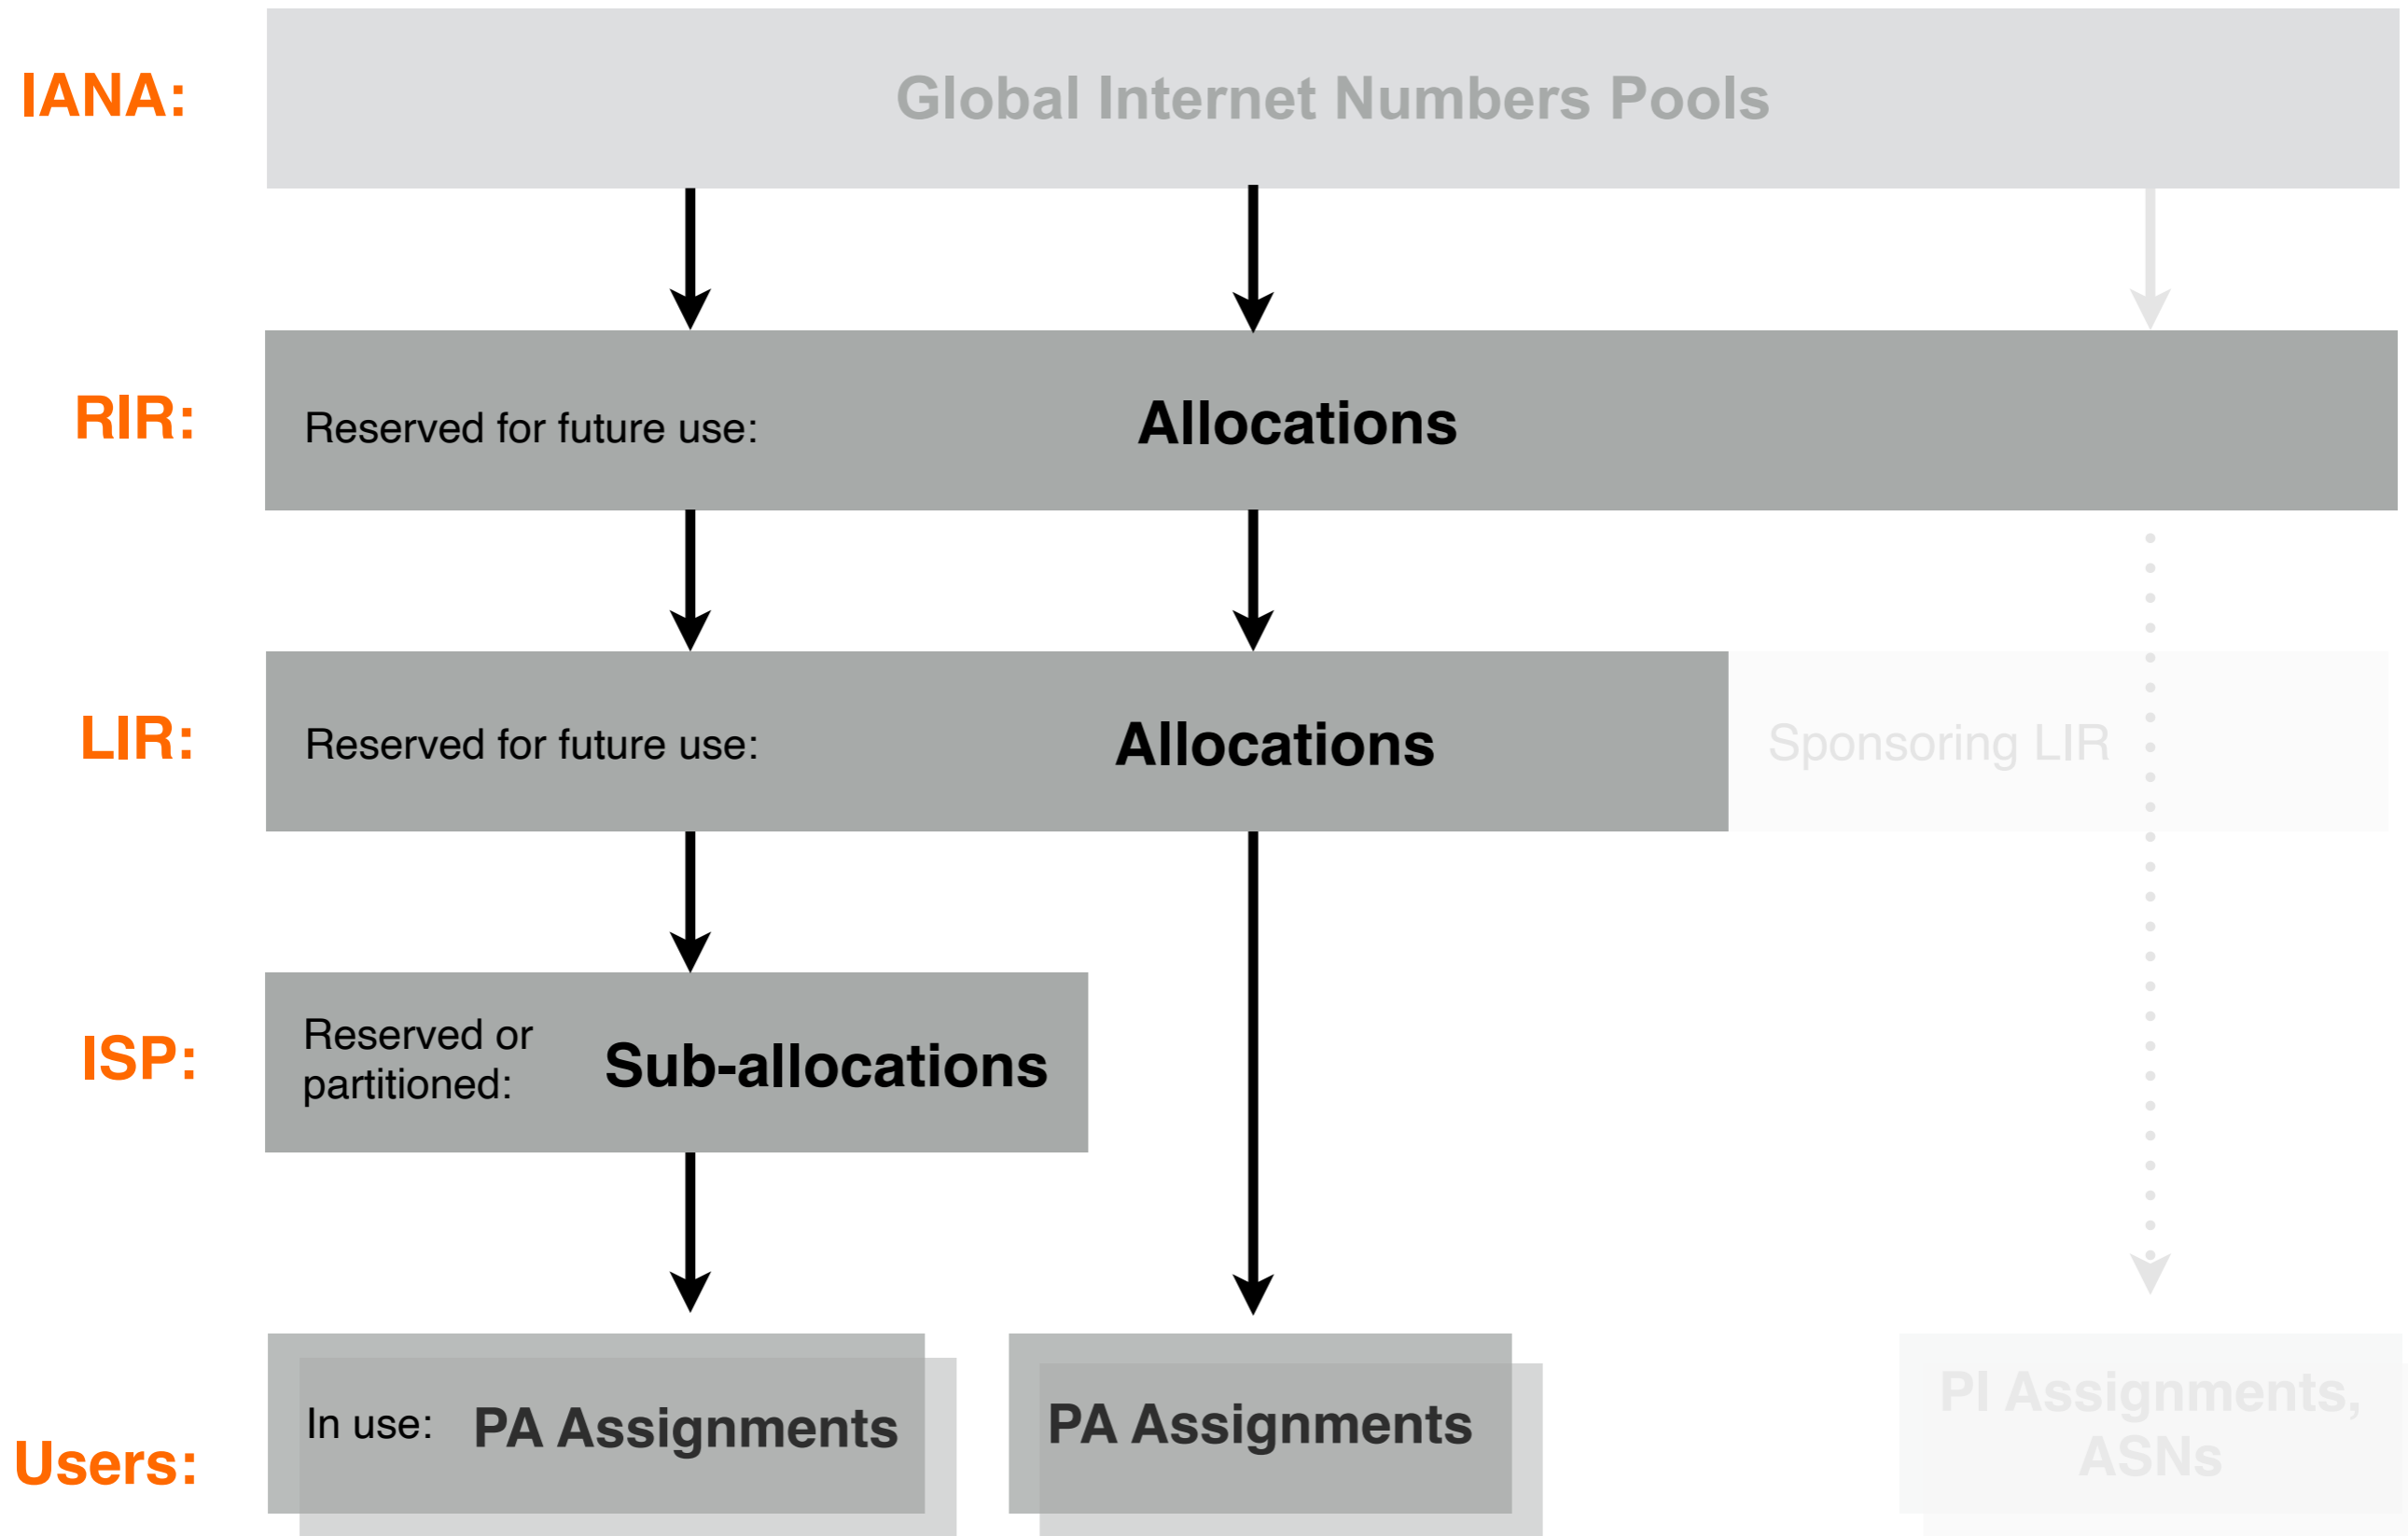 IANA:
Global Internet Numbers Pools
RIR:
Reserved for future use:
Allocations
LIR:
Reserved for future use:
Allocations
Sponsoring LIR
ISP:
Reserved or
partitioned:
Sub-allocations
Users:
In use:
PA Assignments
PA Assignments
PI Assignments,
ASNs